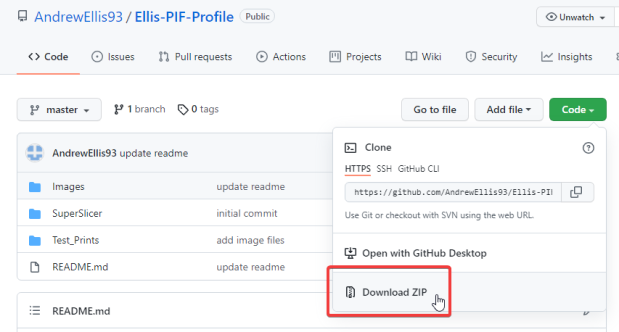 AndrewEllis93 / Ellis-PIF-Profile Public
Unwatch
Code Issues Pull requests Actions Projects Wiki Security Insights
master 1 branch 0 tags Go to file Add file Code
AndrewEllis93 update readme
Images update readme
SuperSlicer initial commit
Test_Prints add image files
README.md update readme
README.md
Clone
HTTPS SSH GitHub CLI
https://github.com/AndrewEllis93/Ellis-PI
Use Git or checkout with SVN using the web URL.
Open with GitHub Desktop
Download ZIP